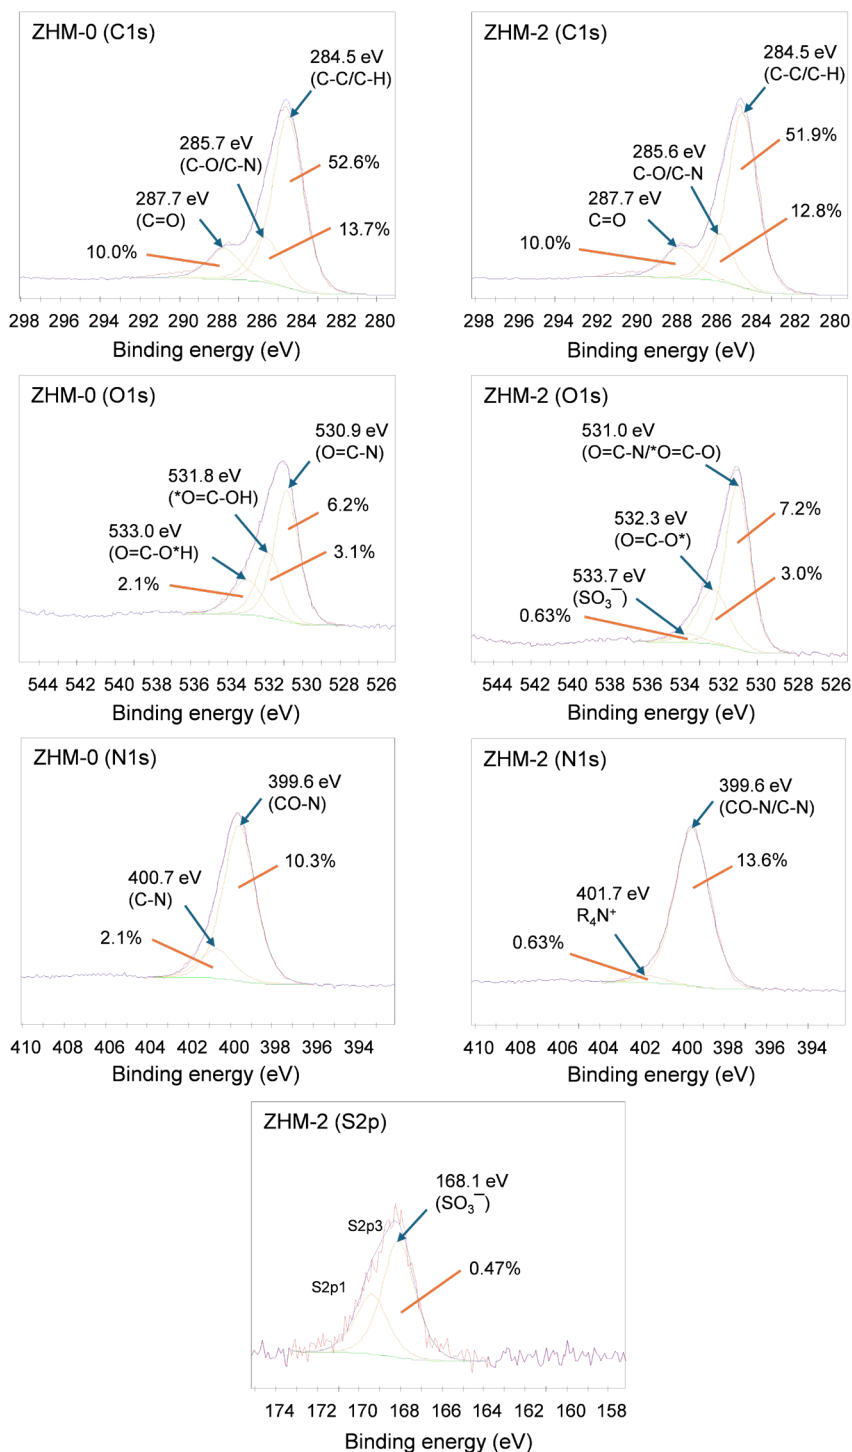 ZHM-0 (C1s)
284.5 eV
(C-C/C-H)
285.7 eV
(C-O/C-N)
52.6%
287.7 eV
(C=O)
13.7%
10.0%
298 296 294 292 290 288 286 284 282 280
Binding energy (eV)
ZHM-2 (C1s)
284.5 eV
(C-C/C-H)
51.9%
285.6 eV
C-O/C-N
287.7 eV
C=O
12.8%
10.0%
298 296 294 292 290 288 286 284 282 280
Binding energy (eV)
ZHM-0 (O1s)
530.9 eV
(O=C-N)
531.8 eV
(*O=C-OH)
6.2%
533.0 eV
(O=C-O*H)
3.1%
2.1%
544 542 540 538 536 534 532 530 528 526
Binding energy (eV)
ZHM-2 (O1s)
531.0 eV
(O=C-N/*O=C-O)
7.2%
532.3 eV
(O=C-O*)
533.7 eV
(SO₃⁻)
3.0%
0.63%
544 542 540 538 536 534 532 530 528 526
Binding energy (eV)
ZHM-0 (N1s)
399.6 eV
(CO-N)
10.3%
400.7 eV
(C-N)
2.1%
410 408 406 404 402 400 398 396 394
Binding energy (eV)
ZHM-2 (N1s)
399.6 eV
(CO-N/C-N)
13.6%
401.7 eV
R₄N⁺
0.63%
410 408 406 404 402 400 398 396 394
Binding energy (eV)
ZHM-2 (S2p)
168.1 eV
(SO₃⁻)
S2p3
0.47%
S2p1
174 172 170 168 166 164 162 160 158
Binding energy (eV)